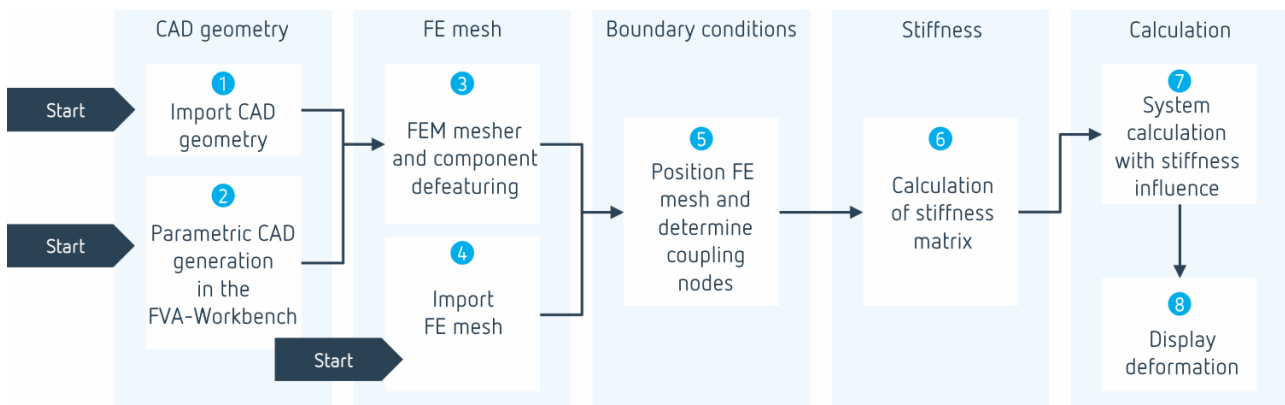 CAD geometry
FE mesh
Boundary conditions
Stiffness
Calculation
Start
1
Import CAD
geometry
Start
2
Parametric CAD
generation
in the
FVA-Workbench
3
FEM mesher
and component
defeaturing
Start
4
Import
FE mesh
5
Position FE
mesh and
determine
coupling
nodes
6
Calculation
of stiffness
matrix
7
System
calculation
with stiffness
influence
8
Display
deformation